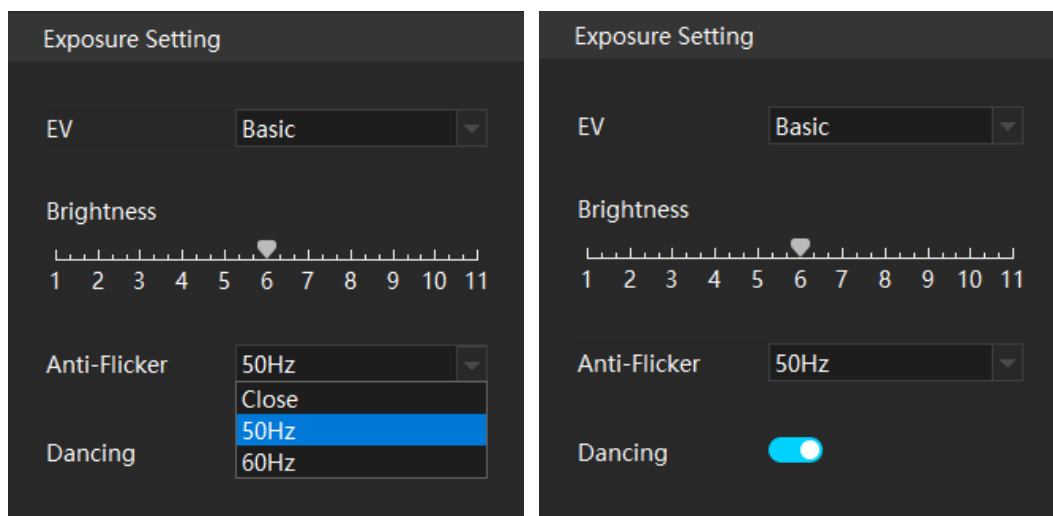 Exposure Setting
EV Basic
Brightness
1 2 3 4 5 6 7 8 9 10 11
Anti-Flicker 50Hz
Close
50Hz
Dancing
60Hz
Exposure Setting
EV Basic
Brightness
1 2 3 4 5 6 7 8 9 10 11
Anti-Flicker 50Hz
Dancing